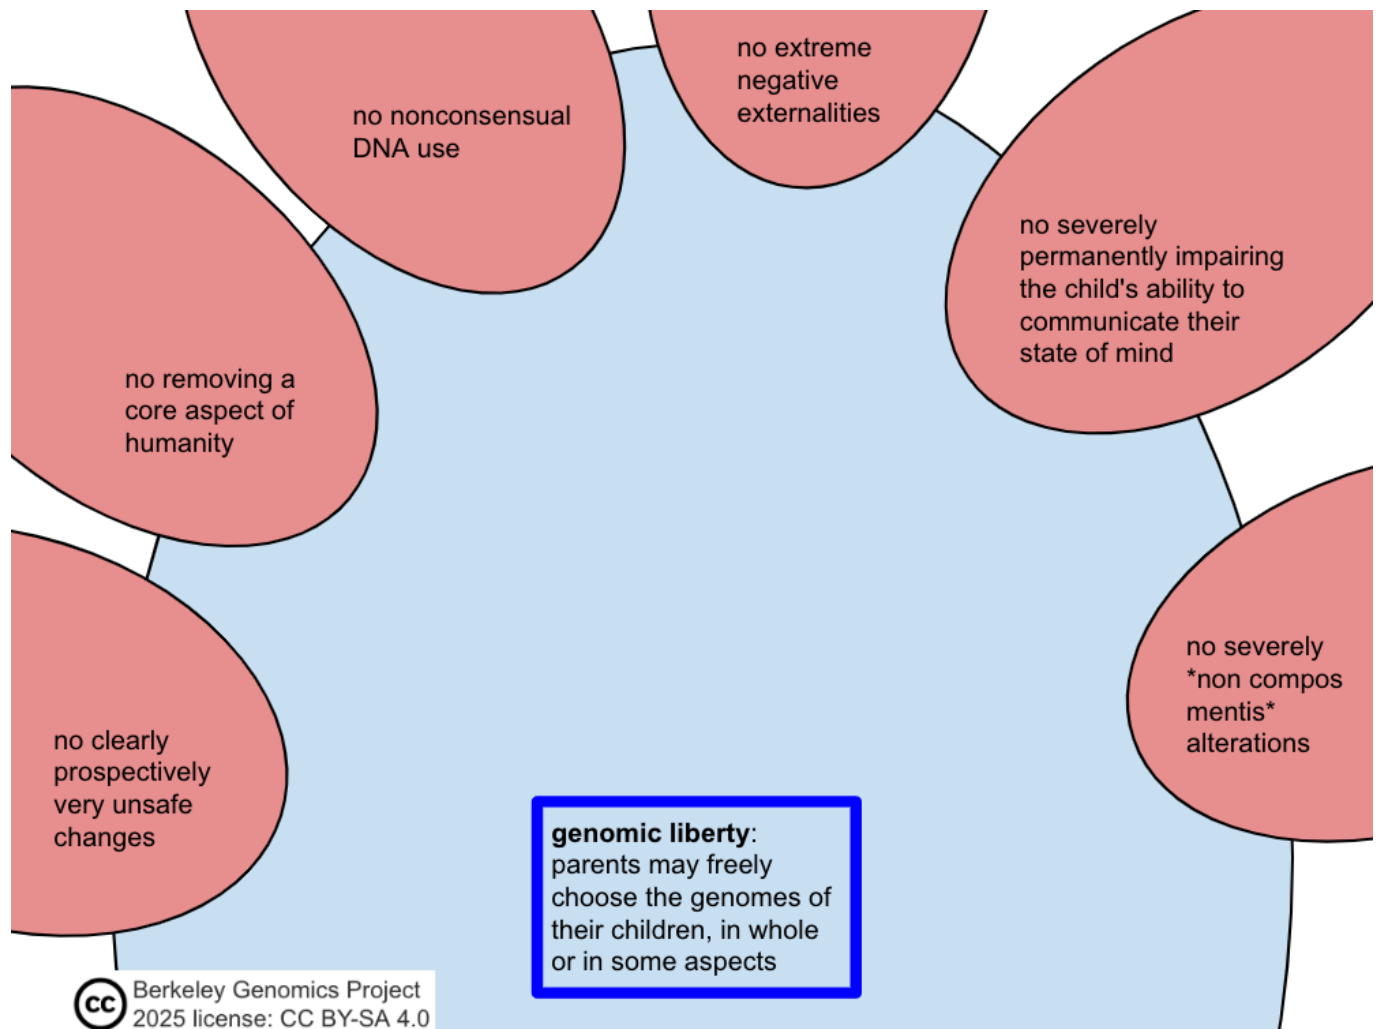 no extreme
negative
externalities
no nonconsensual
DNA use
no severely
permanently impairing
the child's ability to
communicate their
state of mind
no removing a
core aspect of
humanity
no severely
*non compos
mentis*
alterations
no clearly
prospectively
very unsafe
changes
genomic liberty:
parents may freely
choose the genomes of
their children, in whole
or in some aspects
cc
Berkeley Genomics Project
2025 license: CC BY-SA 4.0